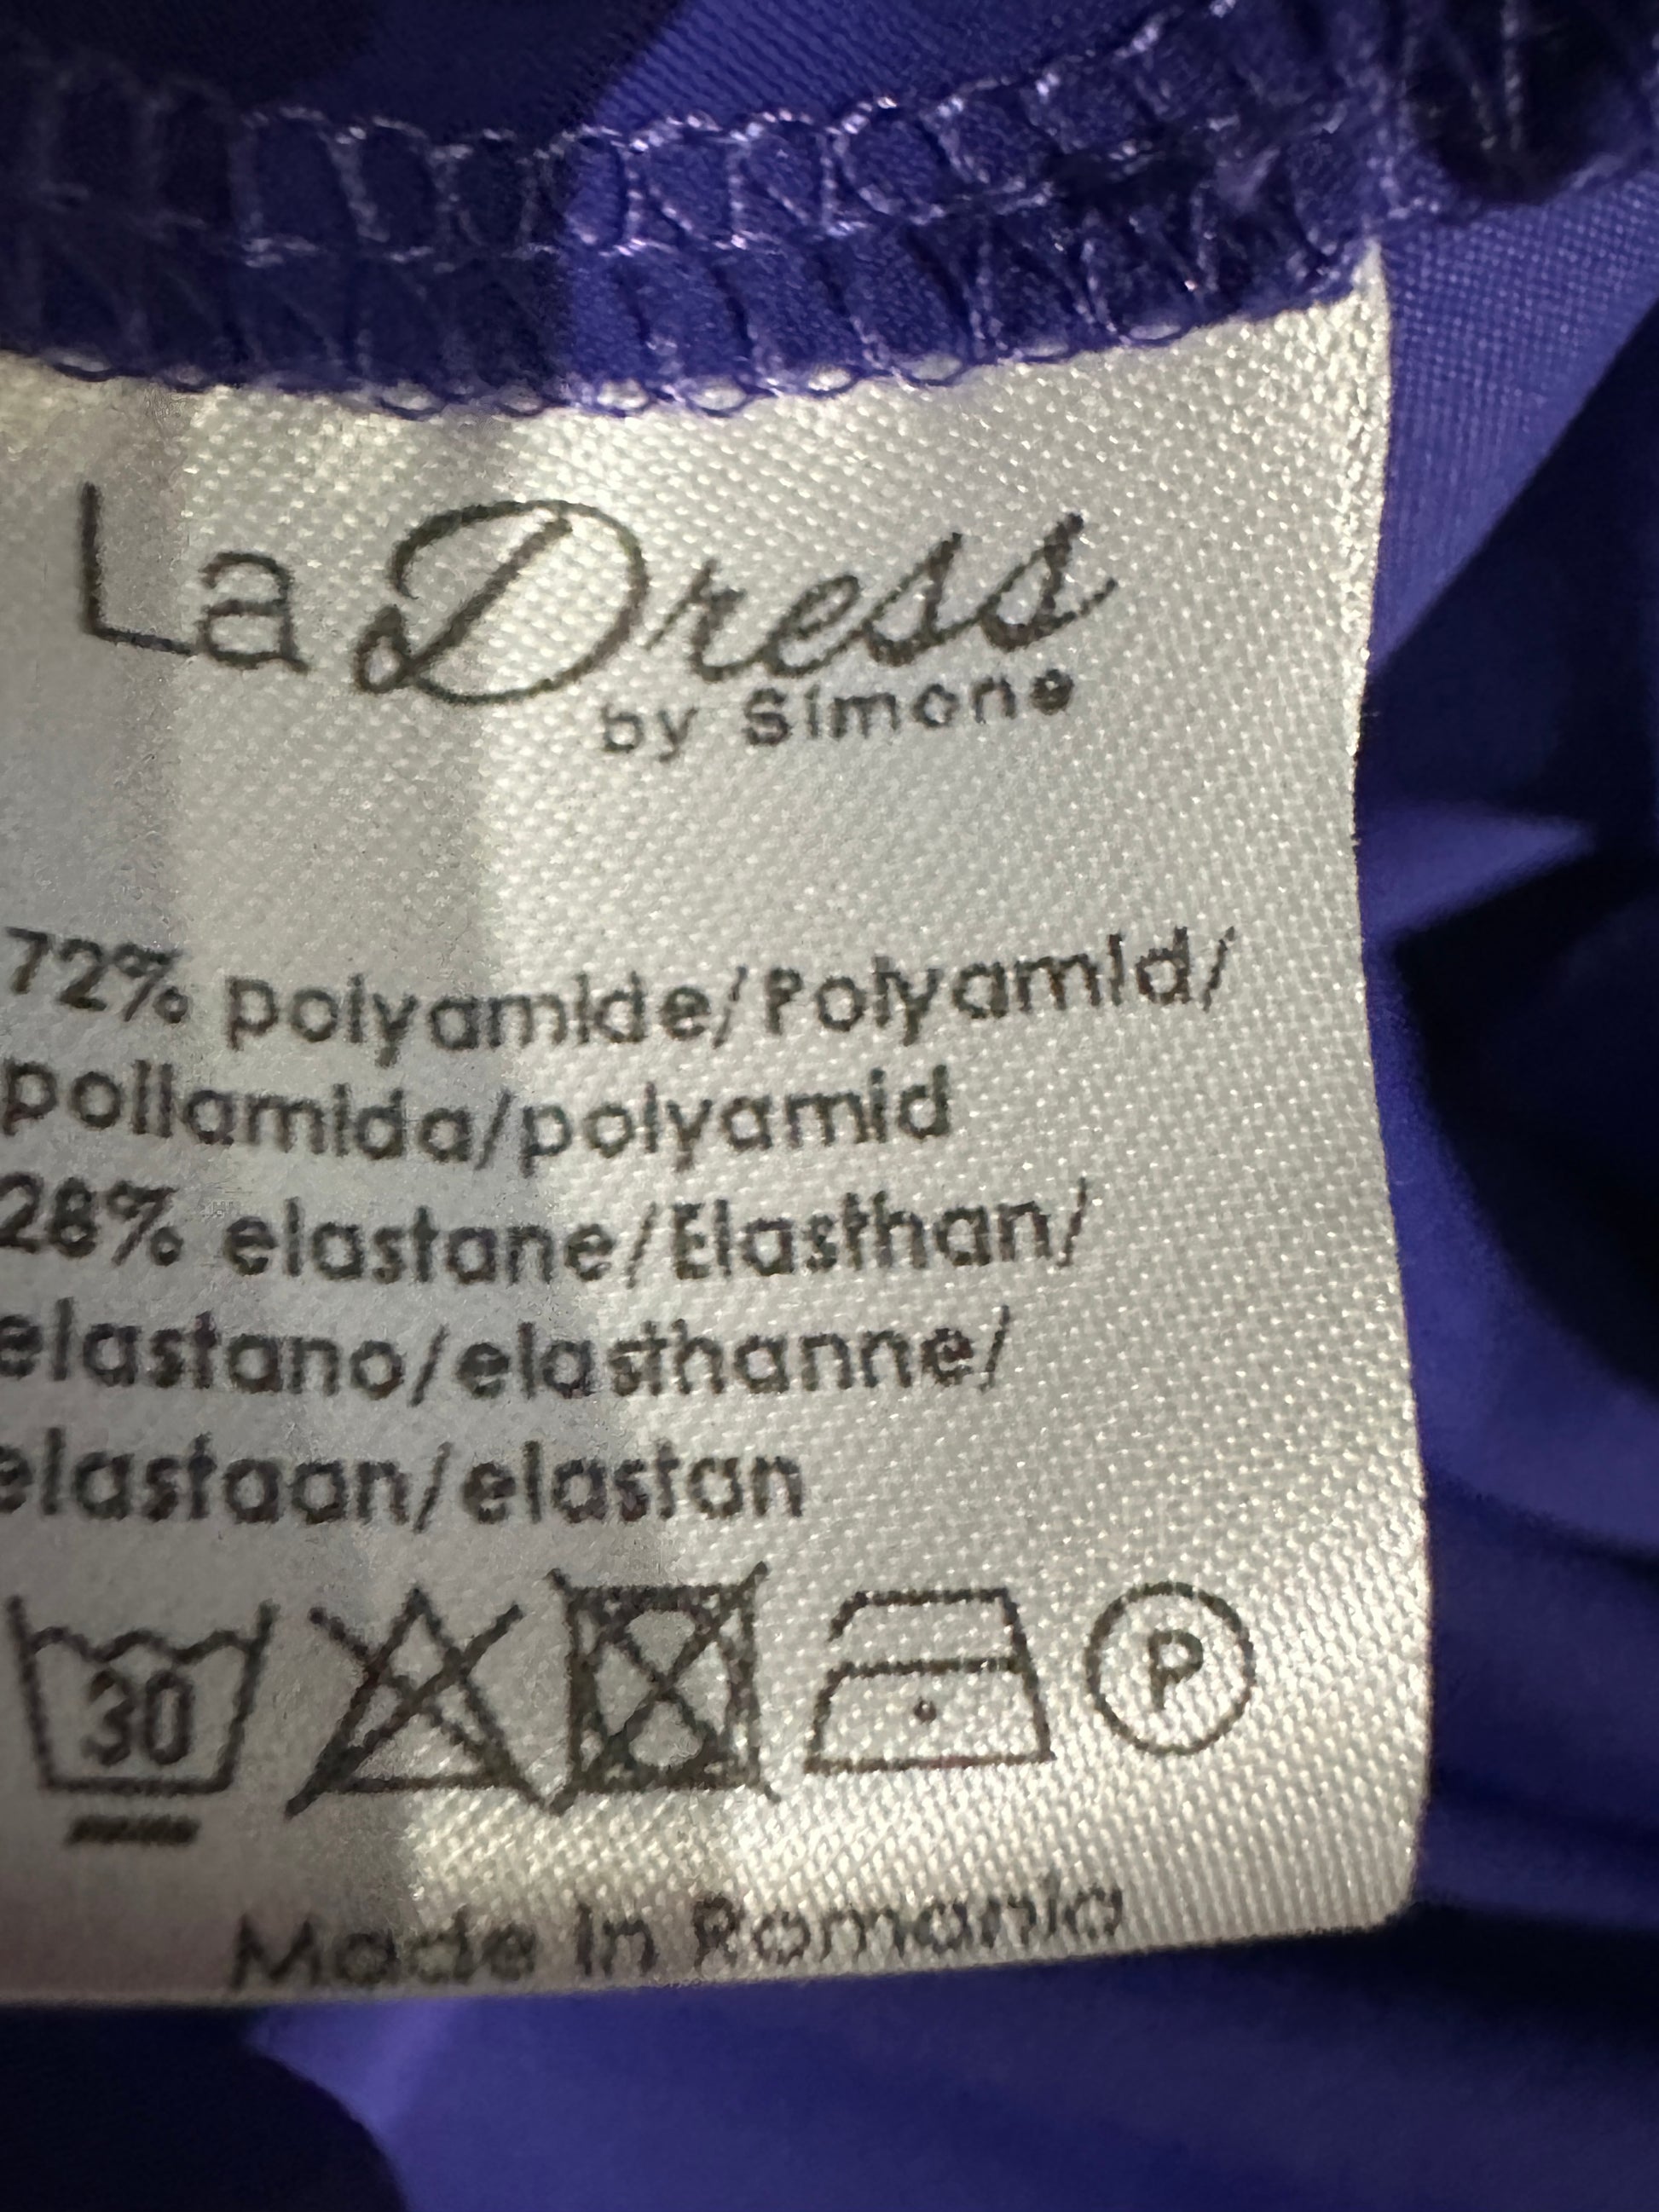 La Dress
by Simone
72% polyamide/Polyamid/
poliamida/polyamid
28% elastane/Elasthan/
elastano/elasthanne/
elastaan/elastan
30
P
Made in Romania